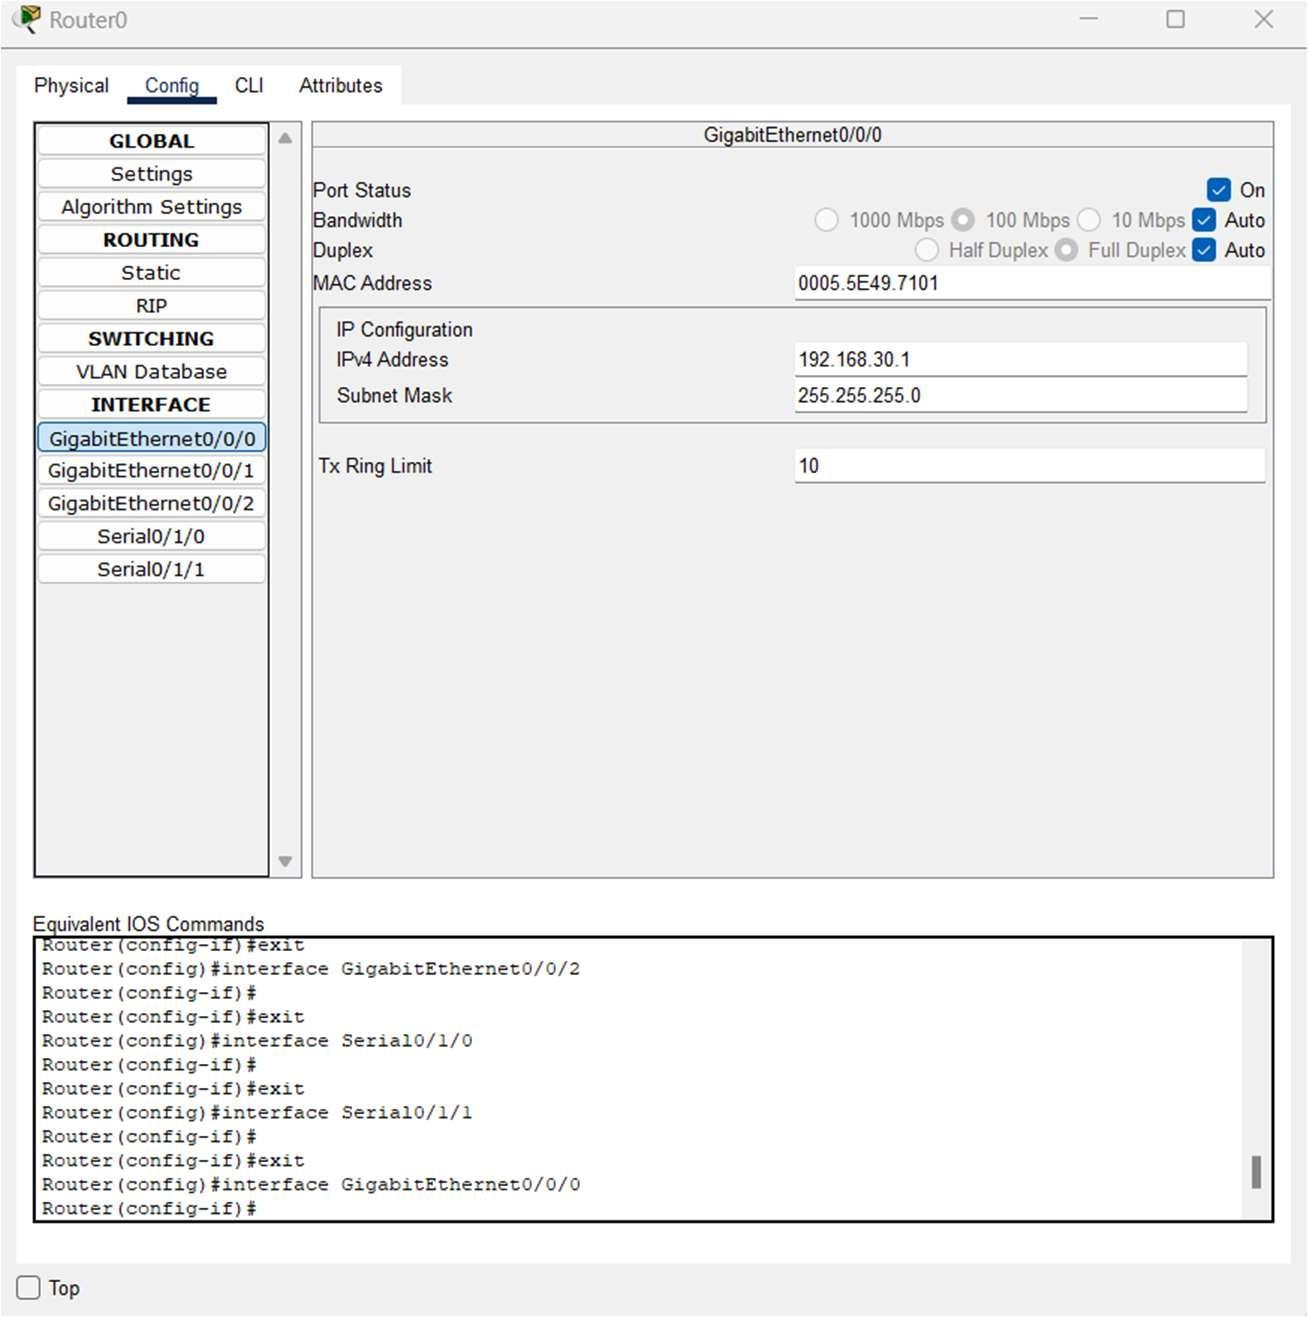 Router0
Physical Config CLI Attributes
GLOBAL
Settings
Algorithm Settings
ROUTING
Static
RIP
SWITCHING
VLAN Database
INTERFACE
GigabitEthernet0/0/0
GigabitEthernet0/0/1
GigabitEthernet0/0/2
Serial0/1/0
Serial0/1/1
GigabitEthernet0/0/0
Port Status On
Bandwidth 1000 Mbps 100 Mbps 10 Mbps Auto
Duplex Half Duplex Full Duplex Auto
MAC Address 0005.5E49.7101
IP Configuration
IPv4 Address 192.168.30.1
Subnet Mask 255.255.255.0
Tx Ring Limit 10
Equivalent IOS Commands
Router(config-if)#exit
Router(config)#interface GigabitEthernet0/0/2
Router(config-if)#
Router(config-if)#exit
Router(config)#interface Serial0/1/0
Router(config-if)#
Router(config-if)#exit
Router(config)#interface Serial0/1/1
Router(config-if)#
Router(config-if)#exit
Router(config)#interface GigabitEthernet0/0/0
Router(config-if)#
Top